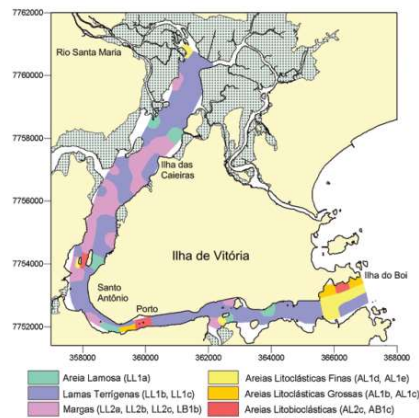 7762000
Rio Santa Maria
7760000
7758000
Ilha das
Caieiras
7756000
Ilha de Vitória
7754000
Santo
Antônio
Ilha do Boi
Porto
7752000
358000 360000 362000 364000 366000 368000
Areia Lamosa (LL1a)
Lamas Terrígenas (LL1b, LL1c)
Margas (LL2a, LL2b, LL2c, LB1b)
Areias Litoclásticas Finas (AL1d, AL1e)
Areias Litoclásticas Grossas (AL1b, AL1c)
Areias Litobioclásticas (AL2c, AB1c)